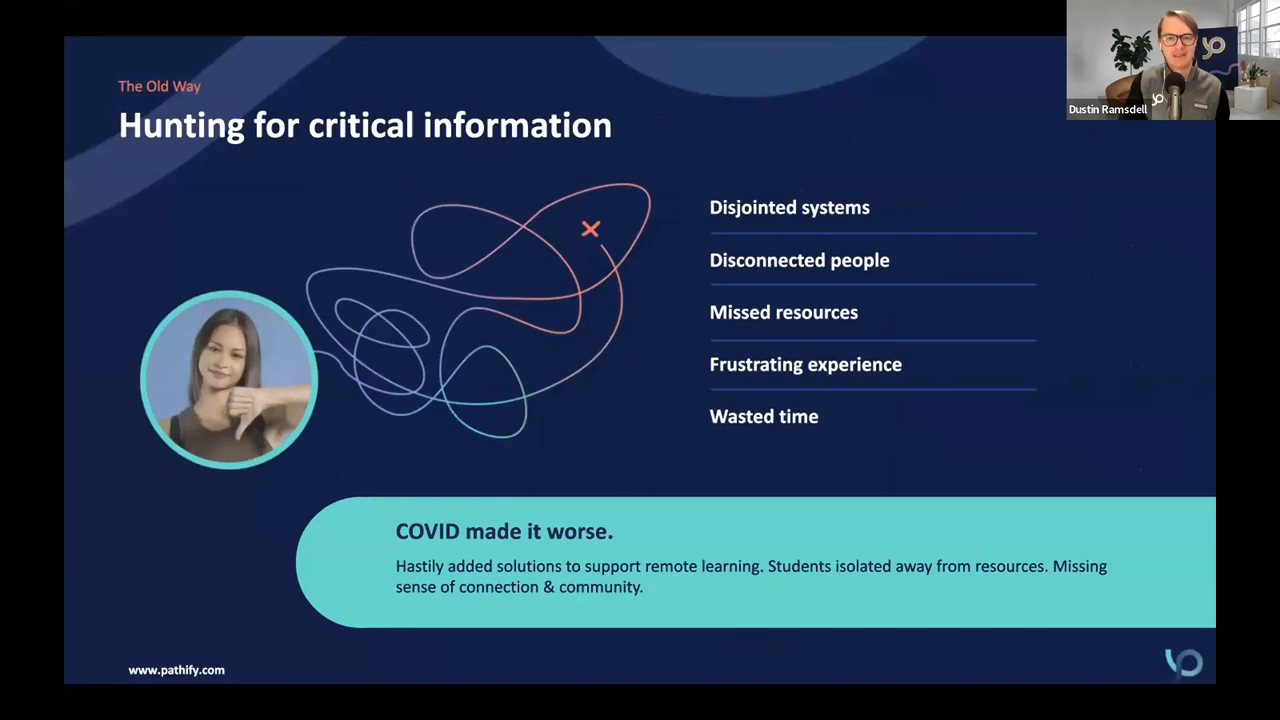 The Old Way
Hunting for critical information
Disjointed systems
Disconnected people
Missed resources
Frustrating experience
Wasted time
COVID made it worse.
Hastily added solutions to support remote learning. Students isolated away from resources. Missing
sense of connection & community.
www.pathify.com
Dustin Ramsdell